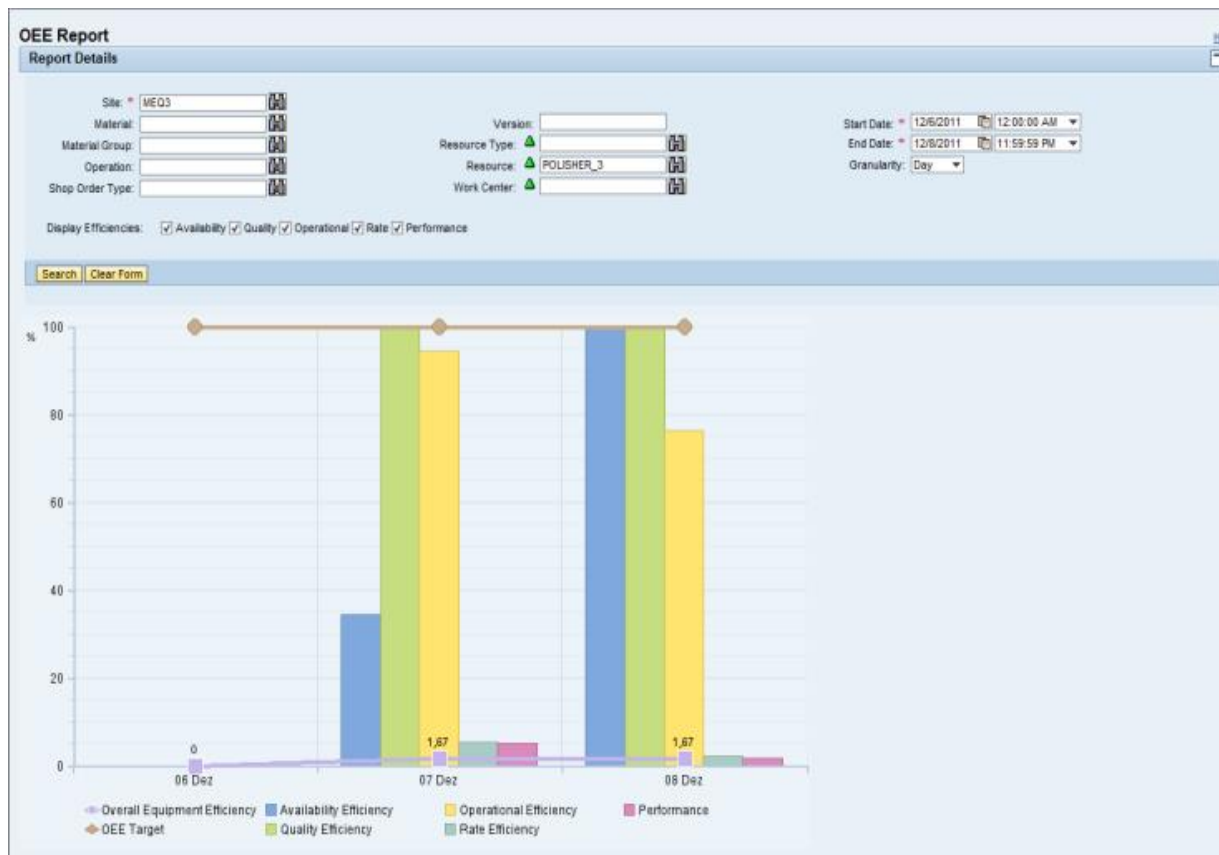 OEE Report
Report Details
Site: * MEQ3
Material: Version: Start Date: * 12/6/2011 12:00:00 AM
Material Group: Resource Type: End Date: * 12/8/2011 11:59:59 PM
Operation: Resource: POLISHER_3 Granularity: Day
Shop Order Type: Work Center:
Display Efficiencies: Availability Quality Operational Rate Performance
Search Clear Form
100
%
80
60
40
20
0
0 1,67 1,67
06 Dez 07 Dez 08 Dez
Overall Equipment Efficiency Availability Efficiency Operational Efficiency Performance
OEE Target Quality Efficiency Rate Efficiency